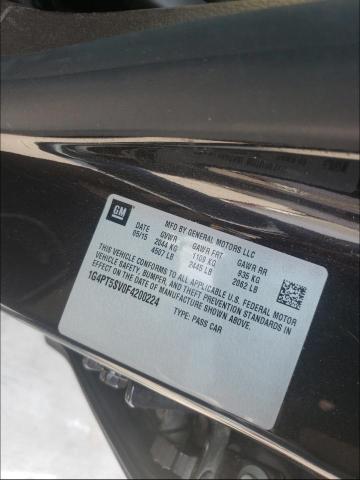 GM
MFD BY GENERAL MOTORS LLC
DATE GVWR GAWR FRT GAWR RR
05/15 2044 KG 1109 KG 935 KG
4507 LB 2445 LB 2062 LB
THIS VEHICLE CONFORMS TO ALL APPLICABLE U.S. FEDERAL MOTOR
VEHICLE SAFETY, BUMPER, AND THEFT PREVENTION STANDARDS IN
EFFECT ON THE DATE OF MANUFACTURE SHOWN ABOVE.
1G4PT5SV0F4200224
TYPE: PASS CAR